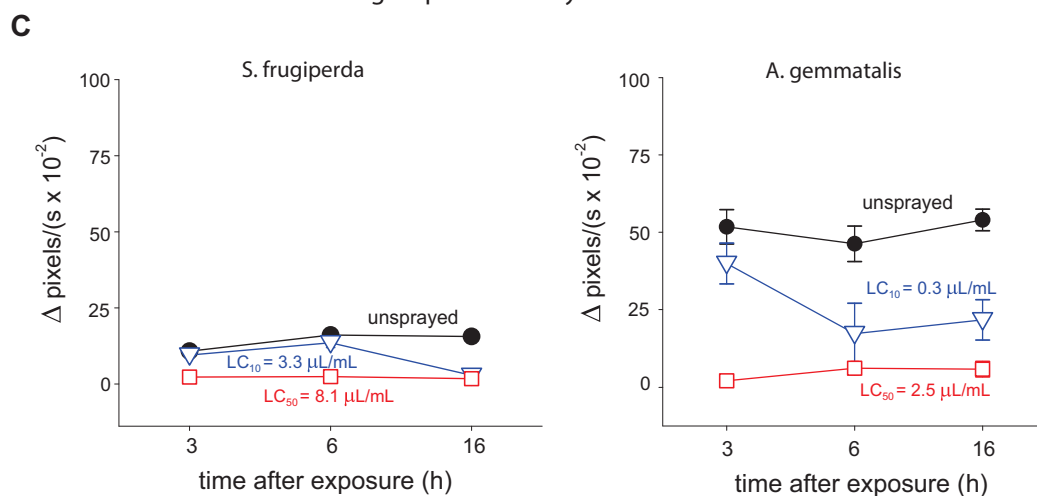 C
S. frugiperda
100
75
50
25
0
Δ pixels/(s x 10⁻²)
unsprayed
LC₁₀ = 3.3 μL/mL
LC₅₀ = 8.1 μL/mL
3 6 16
time after exposure (h)
A. gemmatalis
100
75
50
25
0
Δ pixels/(s x 10⁻²)
unsprayed
LC₁₀ = 0.3 μL/mL
LC₅₀ = 2.5 μL/mL
3 6 16
time after exposure (h)